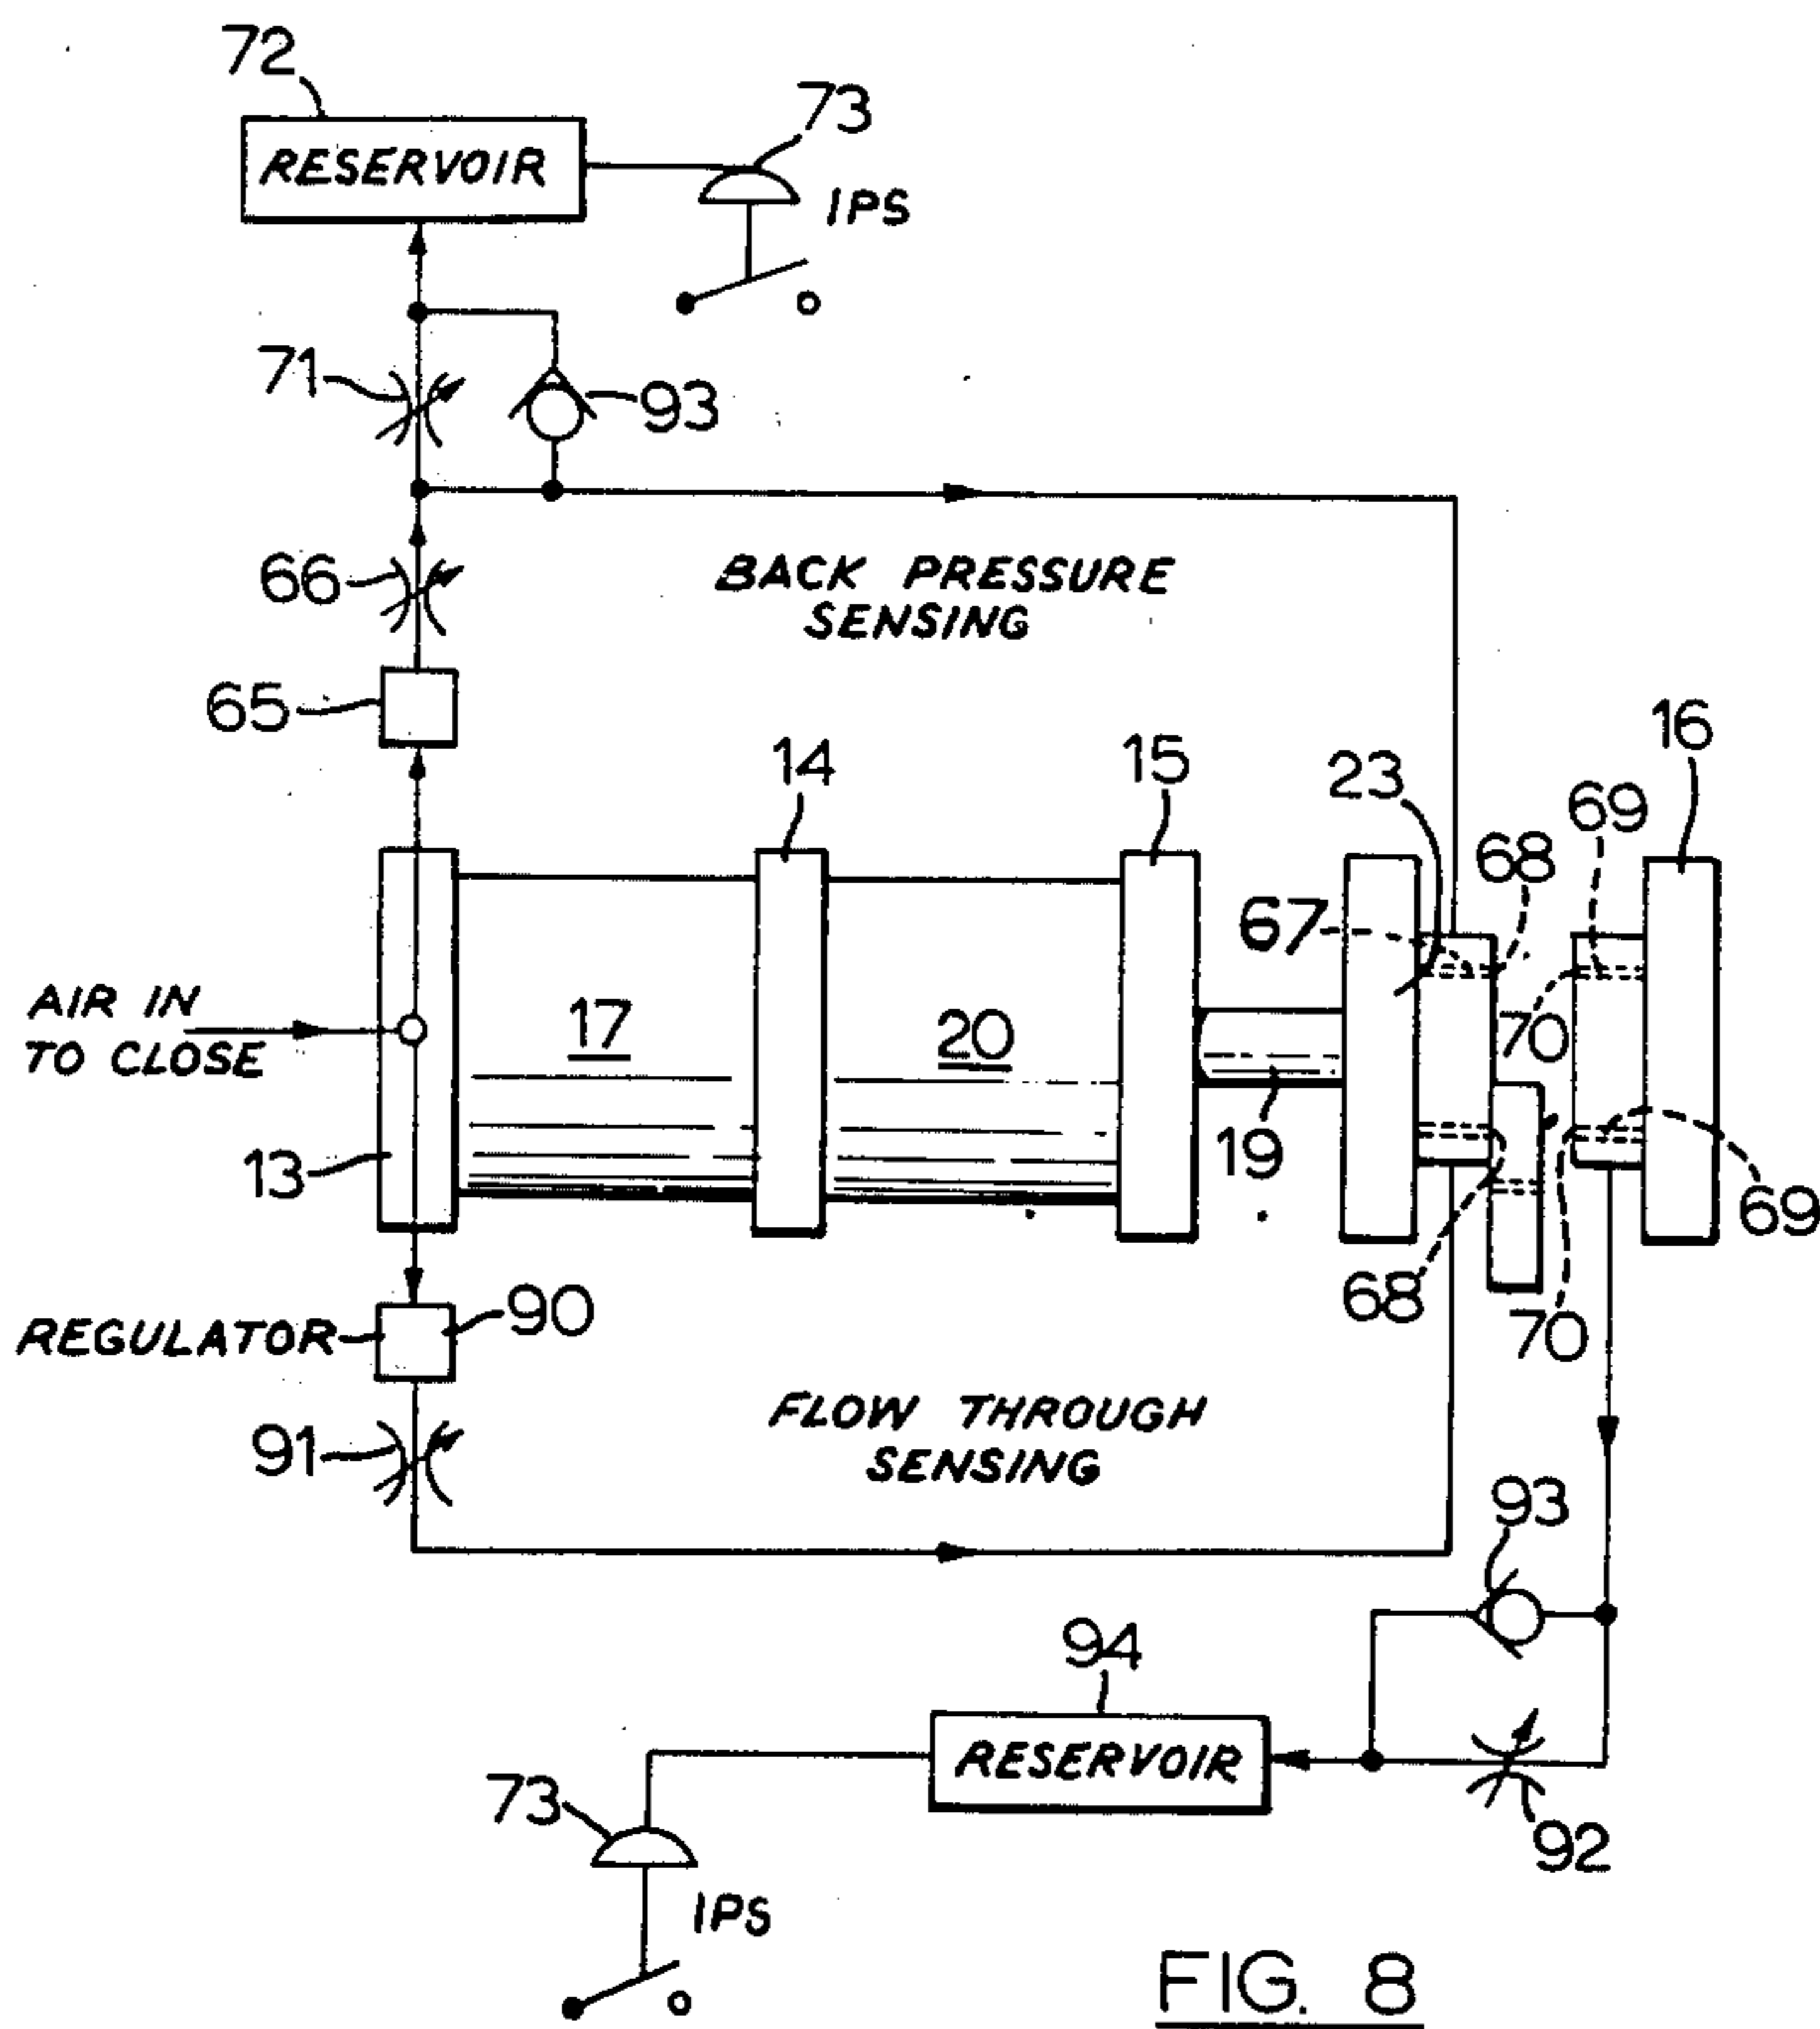 72
73
RESERVOIR
IPS
71
93
66
BACK PRESSURE
SENSING
65
14
15
23
16
69
68
67
AIR IN
TO CLOSE
17
20
70
13
19
69
68
70
REGULATOR
90
91
FLOW THROUGH
SENSING
93
94
RESERVOIR
73
92
IPS
FIG. 8